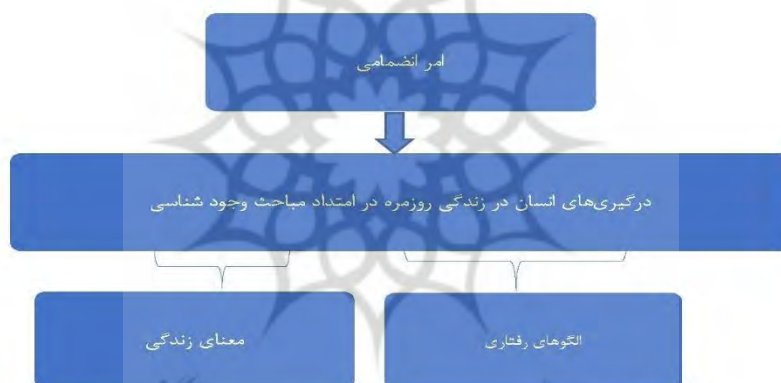 امر انضمامی
درگیری‌های انسان در زندگی روزمره در امتداد مباحث وجود شناسی
الگوهای رفتاری
معنای زندگی